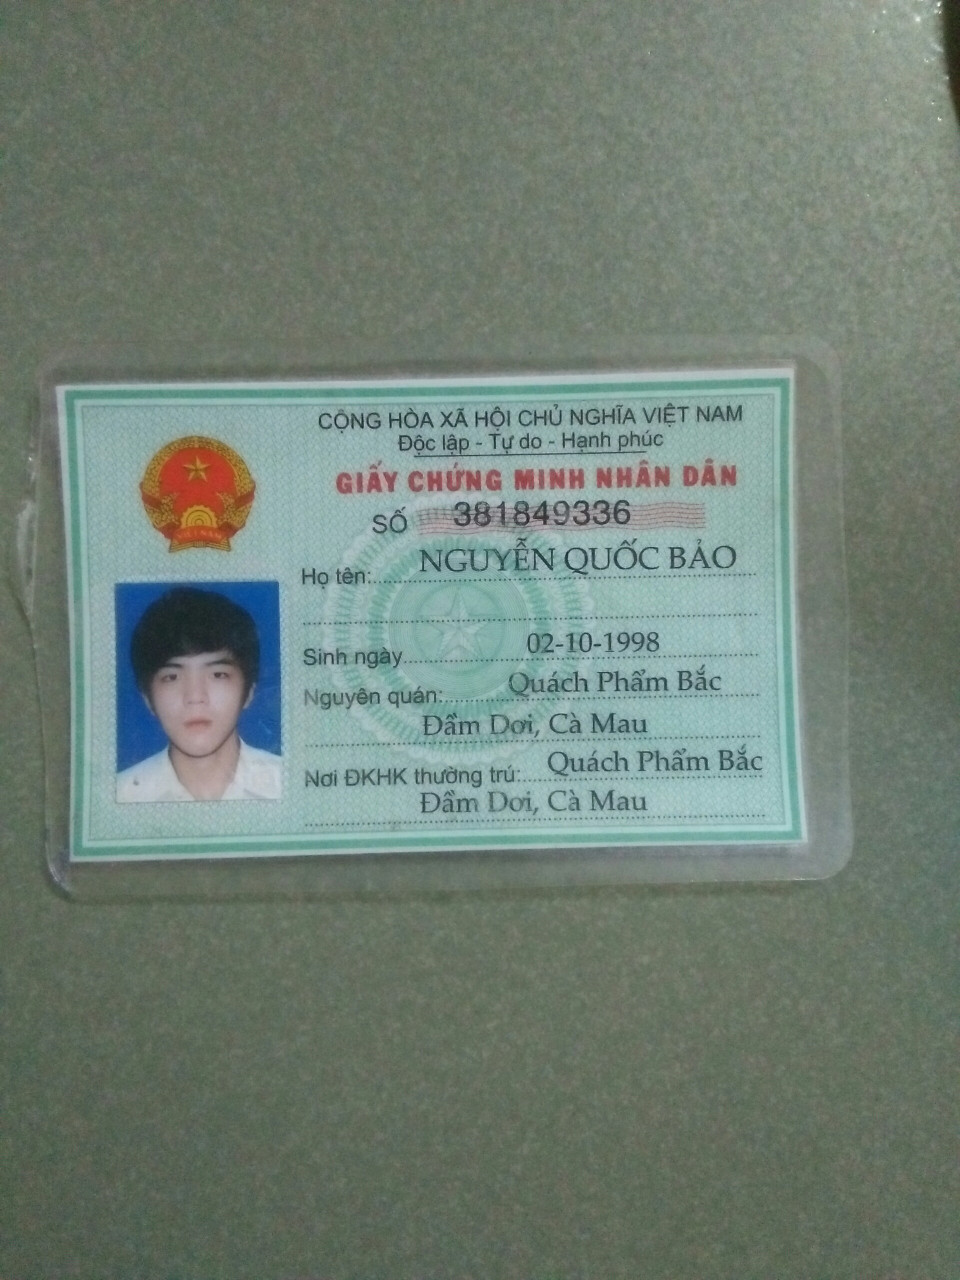 CỘNG HÒA XÃ HỘI CHỦ NGHĨA VIỆT NAM
Độc lập - Tự do - Hạnh phúc
GIẤY CHỨNG MINH NHÂN DÂN
SỐ 381849336
Họ tên: NGUYỄN QUỐC BẢO
Sinh ngày 02-10-1998
Nguyên quán: Quách Phẩm Bắc
Đầm Dơi, Cà Mau
Nơi ĐKHK thường trú: Quách Phẩm Bắc
Đầm Dơi, Cà Mau
VIỆT NAM